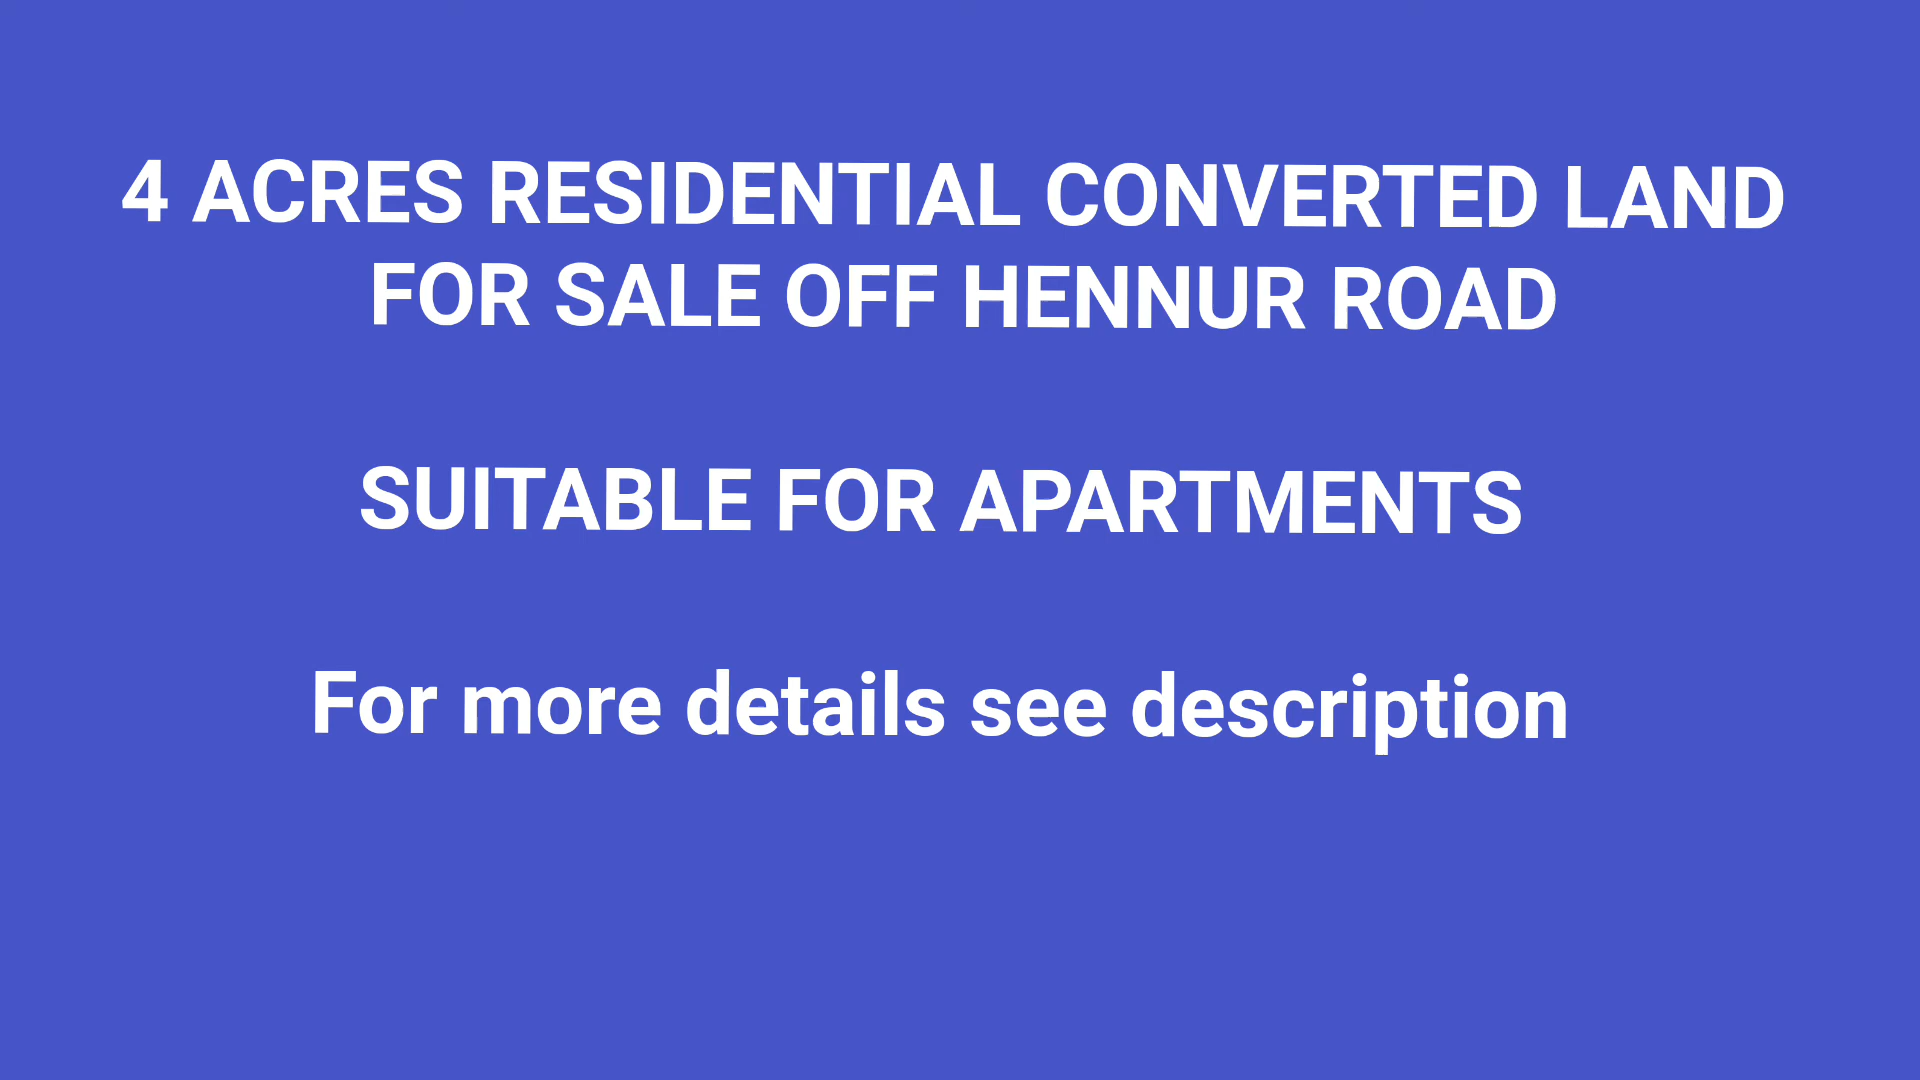 4 ACRES RESIDENTIAL CONVERTED LAND
FOR SALE OFF HENNUR ROAD
SUITABLE FOR APARTMENTS
For more details see description